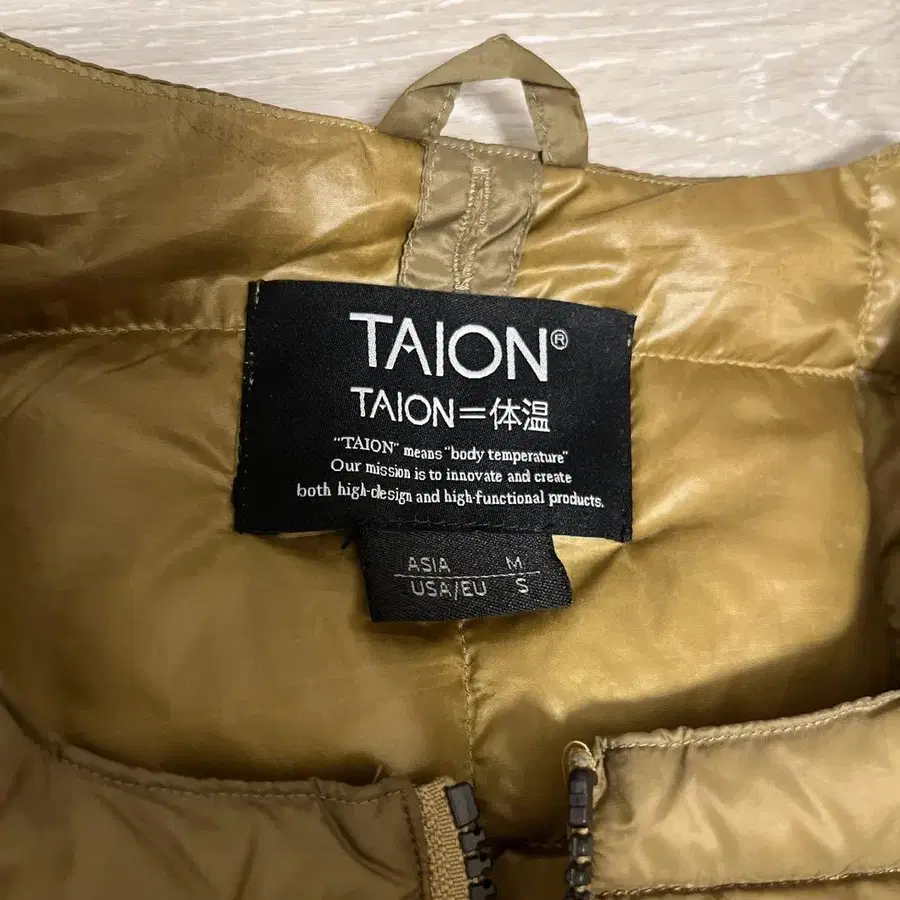 TAION®
TAION=体温
"TAION" means "body temperature"
Our mission is to innovate and create
both high-design and high-functional products.
ASIA M
USA/EU S